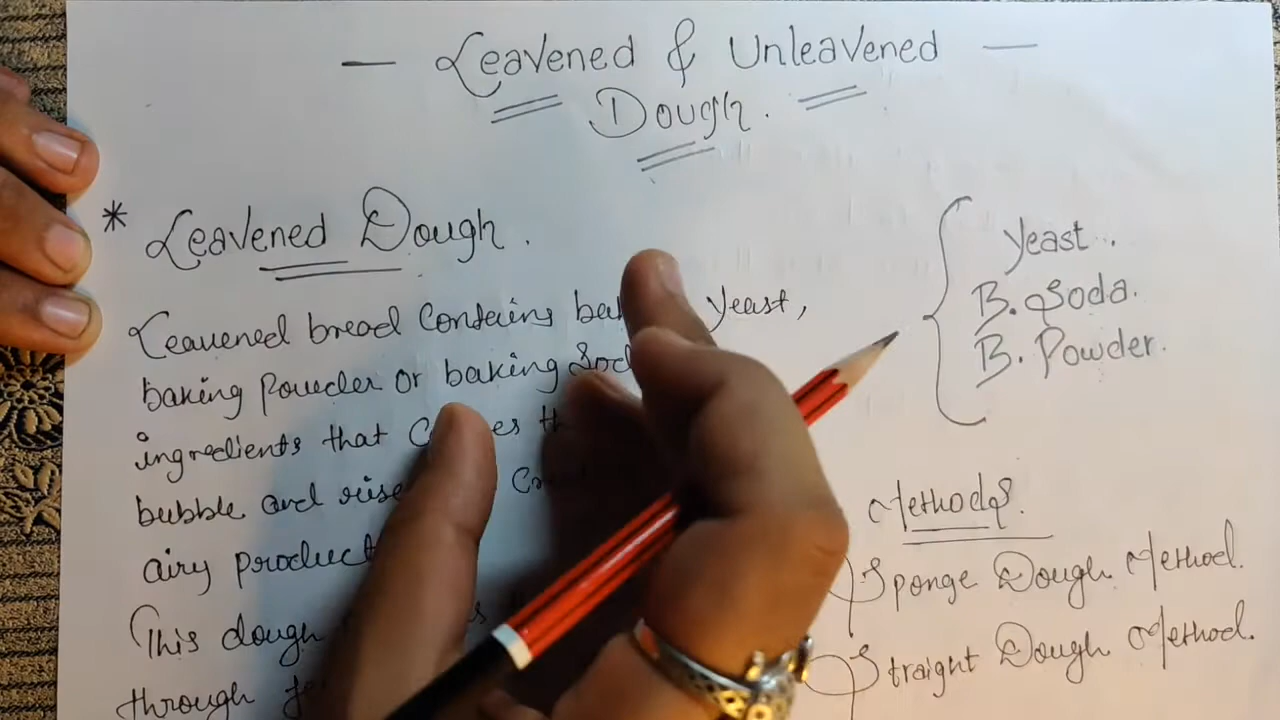 — Leavened & Unleavened —
Dough.
* Leavened Dough.
Leavened bread Contains yeast,
baking Powder or baking
ingredients that
bubble and rise
airy product
This dough
through
Yeast.
B. Soda.
B. Powder.
Methods.
Sponge Dough Method.
Straight Dough Method.